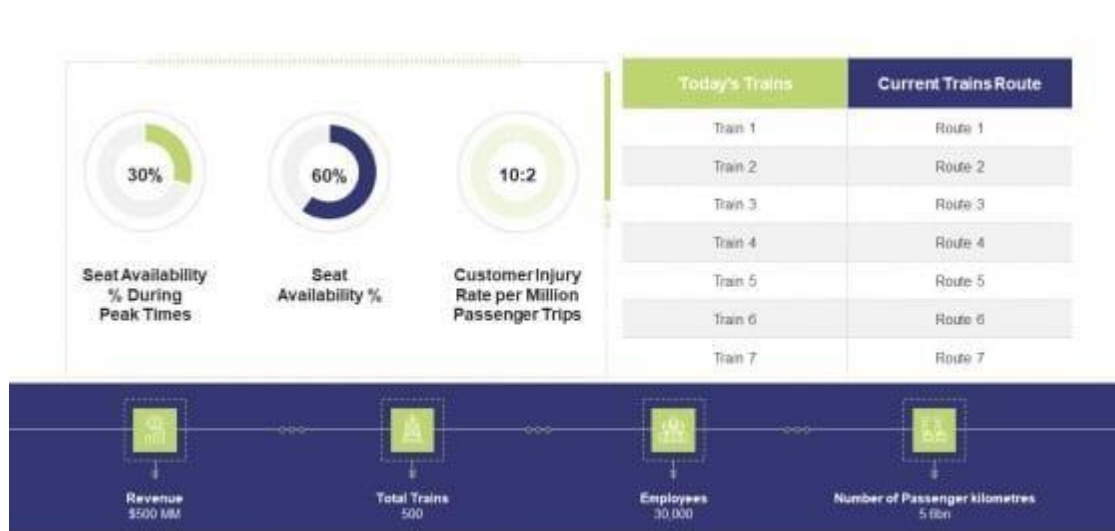 30%
60%
10:2
Seat Availability
% During
Peak Times
Seat
Availability %
Customer Injury
Rate per Million
Passenger Trips
Today's Trains Current Trains Route
Train 1 Route 1
Train 2 Route 2
Train 3 Route 3
Train 4 Route 4
Train 5 Route 5
Train 6 Route 6
Train 7 Route 7
Revenue
$500 MM
Total Trains
500
Employees
30,000
Number of Passenger kilometres
5.6bn